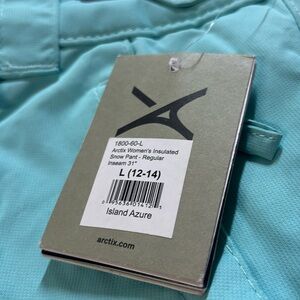 1800-60-L
Arctix Women's Insulated
Snow Pant - Regular
Inseam 31"
L (12-14)
Island Azure
arctix.com